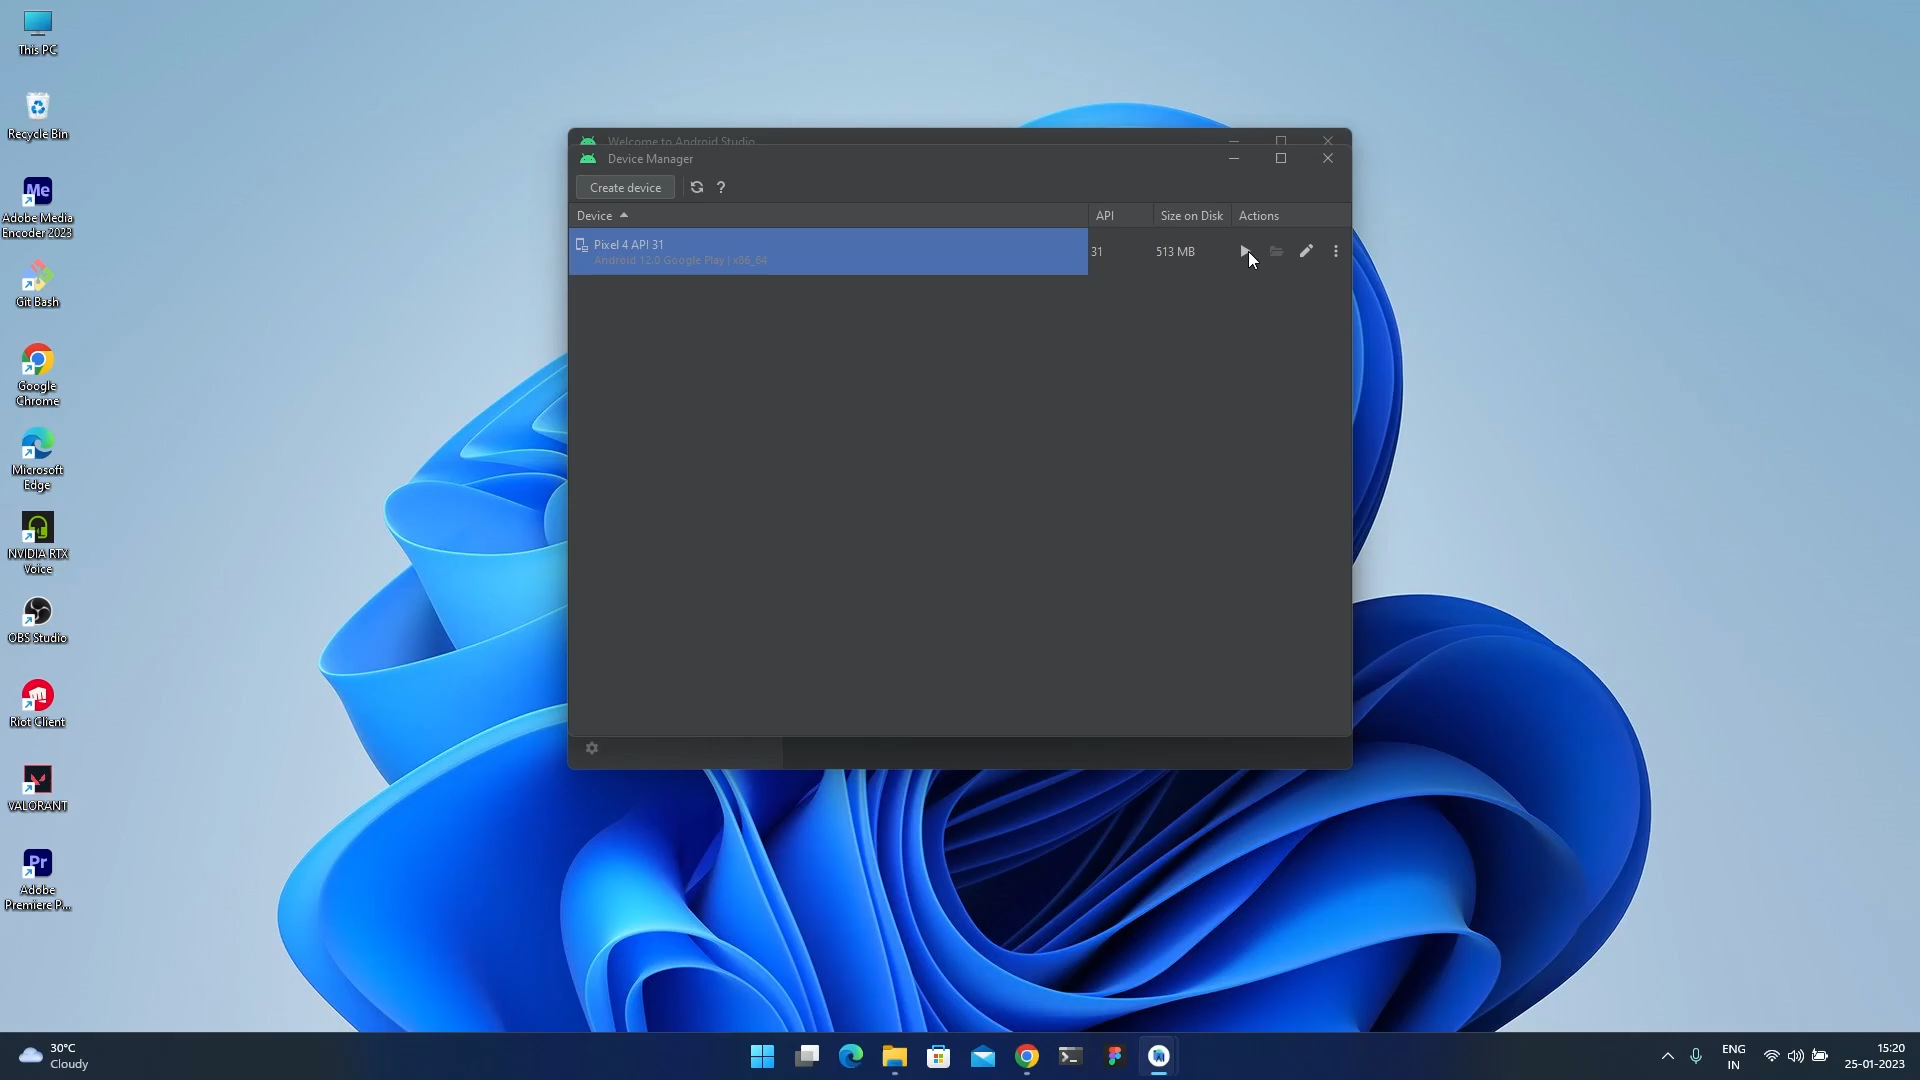 This PC
Recycle Bin
Me
Adobe Media
Encoder 2023
Git Bash
Google
Chrome
Microsoft
Edge
NVIDIA RTX
Voice
OBS Studio
Riot Client
VALORANT
Pr
Adobe
Premiere P...
Welcome to Android Studio
Device Manager
Create device
?
Device
API
Size on Disk
Actions
Pixel 4 API 31
Android 12.0 Google Play | x86_64
31
513 MB
30°C
Cloudy
ENG
IN
15:20
25-01-2023